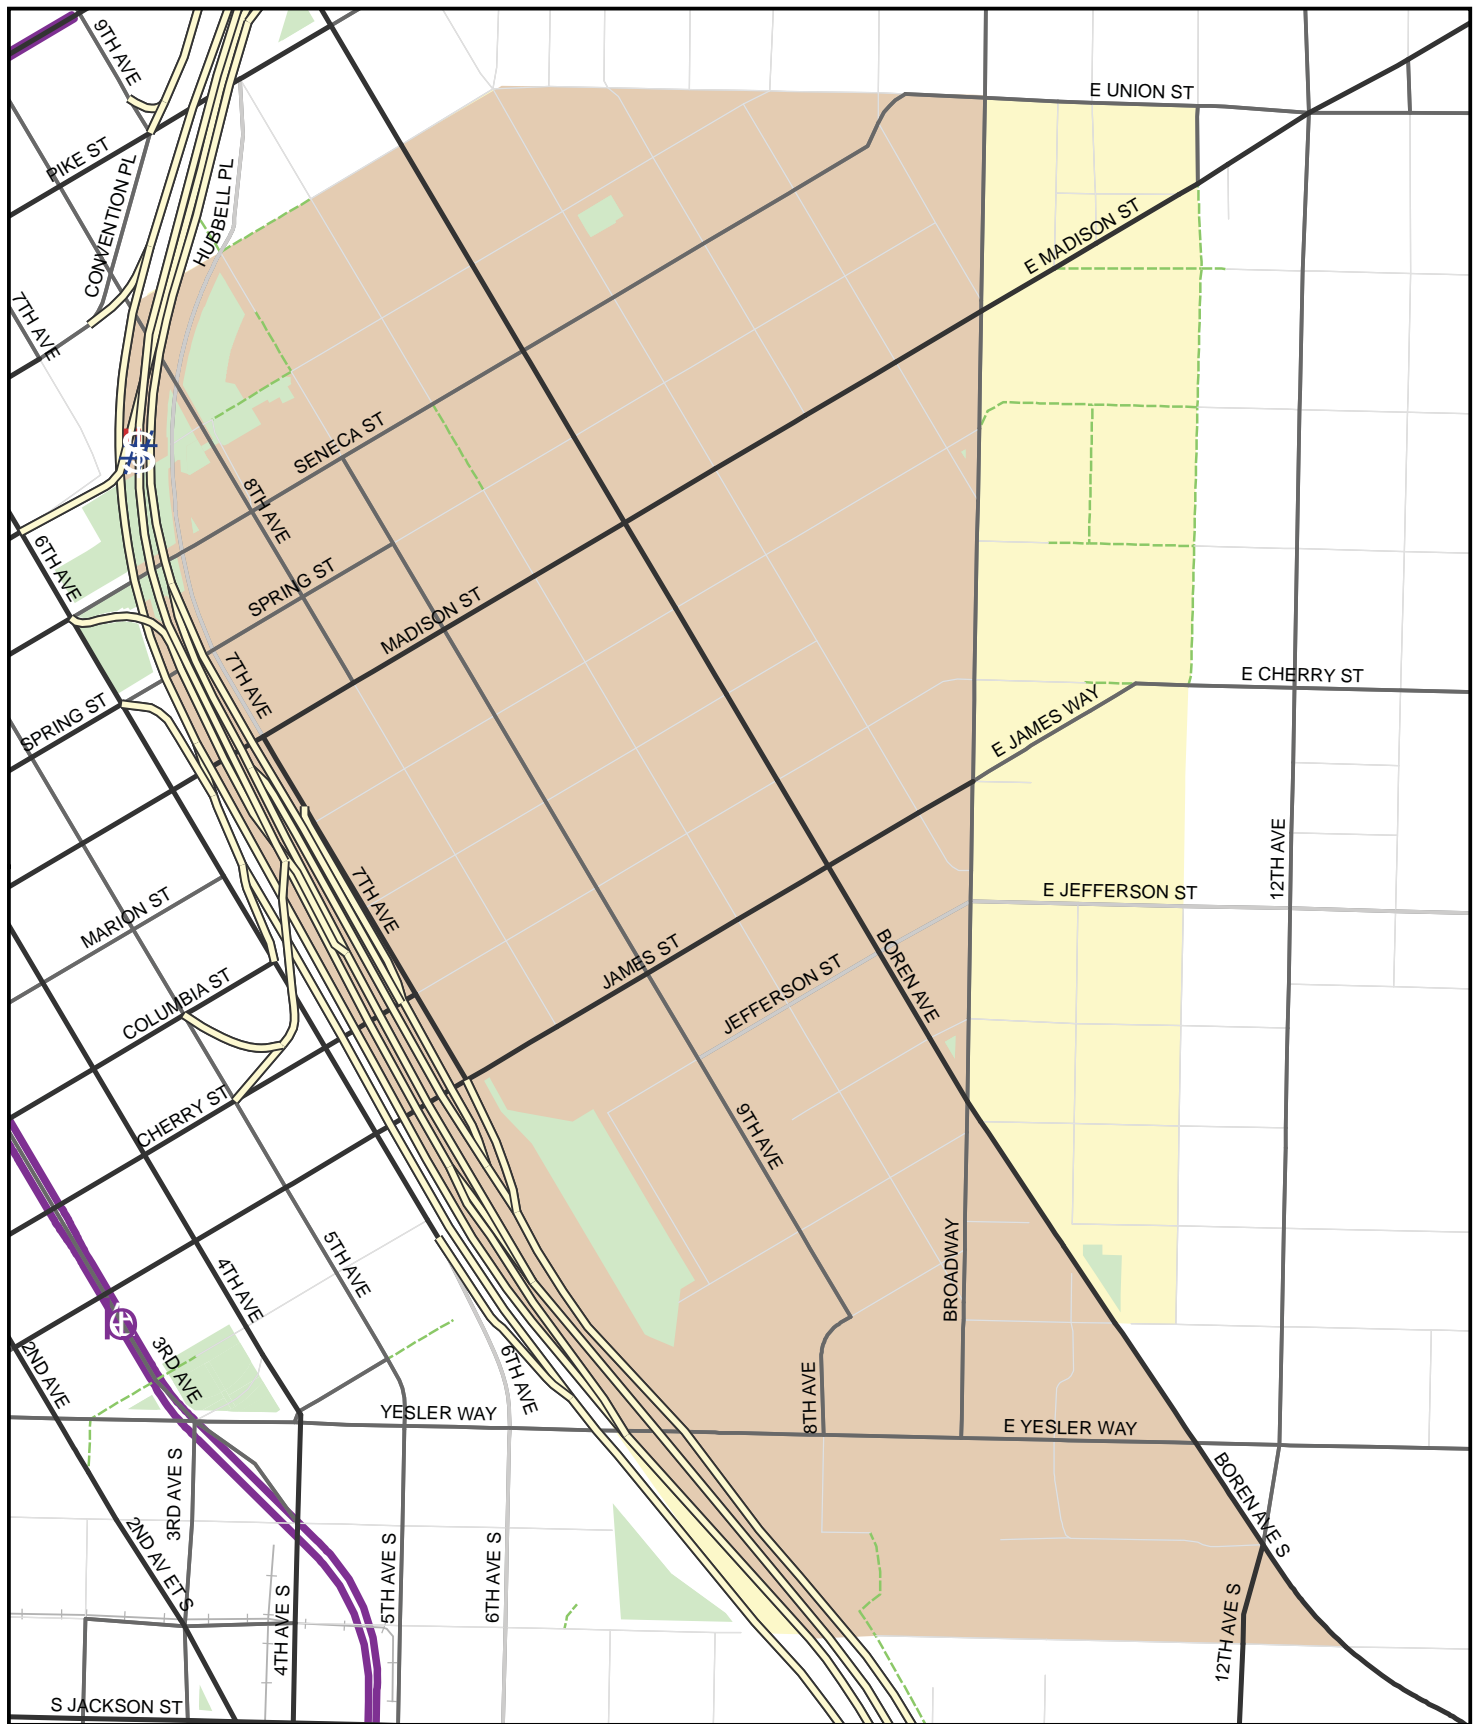 9TH AVE
E UNION ST
PIKE ST
CONVENTION PL
HUBBELL PL
E MADISON ST
7TH AVE
SENECA ST
8TH AVE
6TH AVE
SPRING ST
MADISON ST
7TH AVE
E CHERRY ST
SPRING ST
E JAMES WAY
12TH AVE
7TH AVE
E JEFFERSON ST
MARION ST
JAMES ST
BOREN AVE
COLUMBIA ST
JEFFERSON ST
CHERRY ST
9TH AVE
BROADWAY
5TH AVE
4TH AVE
2ND AVE
3RD AVE
6TH AVE
8TH AVE
YESLER WAY
E YESLER WAY
3RD AVE S
BOREN AVE S
2ND AV ET S
5TH AVE S
6TH AVE S
4TH AVE S
12TH AVE S
S JACKSON ST